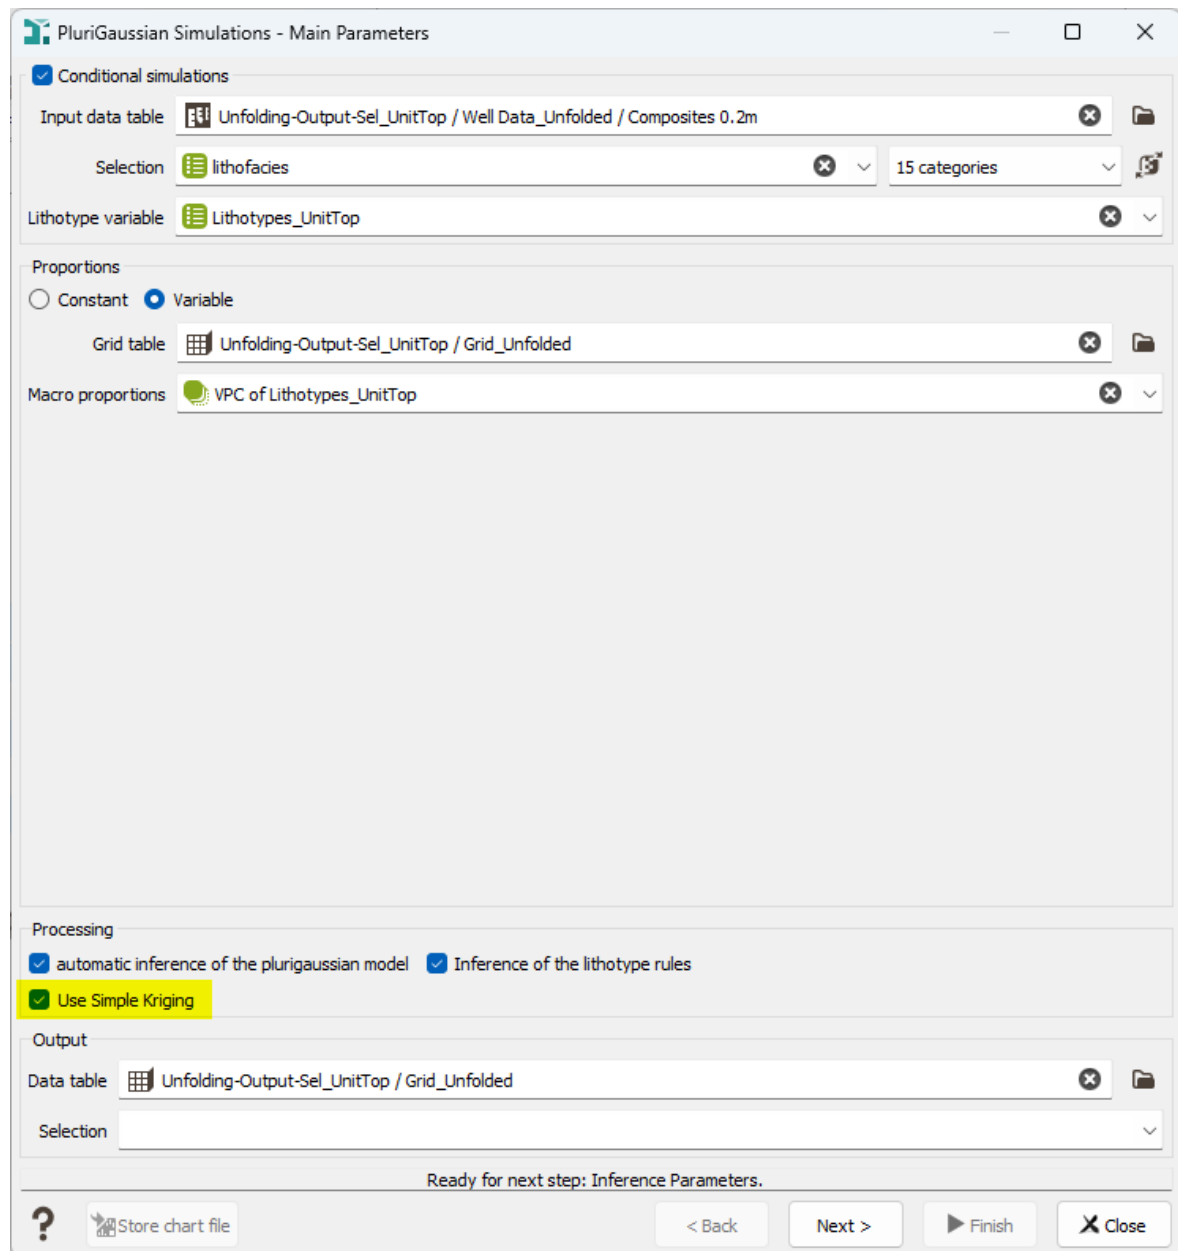 PluriGaussian Simulations - Main Parameters
Conditional simulations
Input data table Unfolding-Output-Sel_UnitTop / Well Data_Unfolded / Composites 0.2m
Selection lithofacies 15 categories
Lithotype variable Lithotypes_UnitTop
Proportions
Constant Variable
Grid table Unfolding-Output-Sel_UnitTop / Grid_Unfolded
Macro proportions VPC of Lithotypes_UnitTop
Processing
automatic inference of the plurigaussian model Inference of the lithotype rules
Use Simple Kriging
Output
Data table Unfolding-Output-Sel_UnitTop / Grid_Unfolded
Selection
Ready for next step: Inference Parameters.
? Store chart file < Back Next > Finish Close